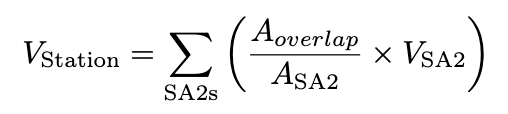 V_Station = ∑_SA2s ( A_overlap / A_SA2 × V_SA2 )